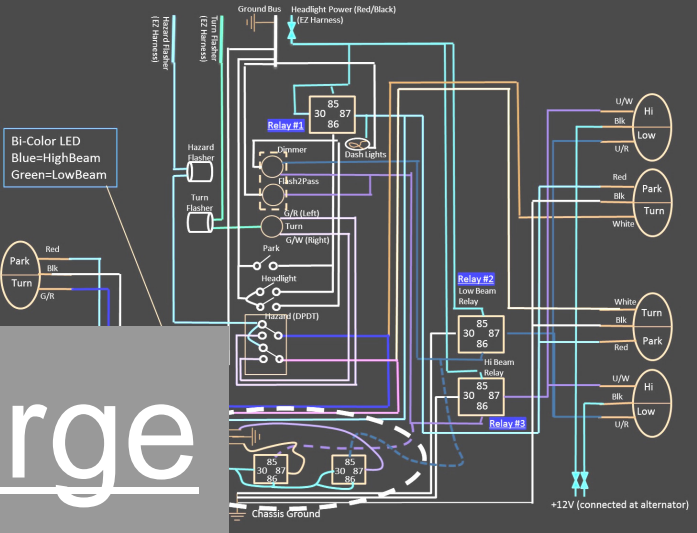 Ground Bus
Headlight Power (Red/Black)
(EZ Harness)
Hazard Flasher
(EZ Harness)
Turn Flasher
(EZ Harness)
85
30 87
86
Relay #1
Dash Lights
Bi-Color LED
Blue=HighBeam
Green=LowBeam
Hazard
Flasher
Dimmer
Flash2Pass
Turn
Flasher
G/R (Left)
Turn
G/W (Right)
Park
Headlight
Hazard (DPDT)
Park
Turn
Red
Blk
G/R
U/W
Blk
U/R
Hi
Low
Red
Blk
White
Park
Turn
Relay #2
Low Beam
Relay
85
30 87
86
Hi Beam
Relay
85
30 87
86
Relay #3
White
Blk
Red
Turn
Park
U/W
Blk
U/R
Hi
Low
rge
85
30 87
86
85
30 87
86
Chassis Ground
+12V (connected at alternator)